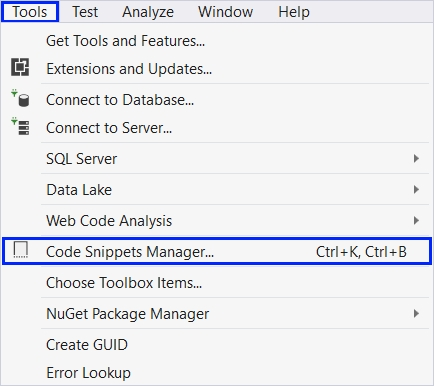 Tools Test Analyze Window Help
Get Tools and Features...
Extensions and Updates...
Connect to Database...
Connect to Server...
SQL Server
Data Lake
Web Code Analysis
Code Snippets Manager... Ctrl+K, Ctrl+B
Choose Toolbox Items...
NuGet Package Manager
Create GUID
Error Lookup